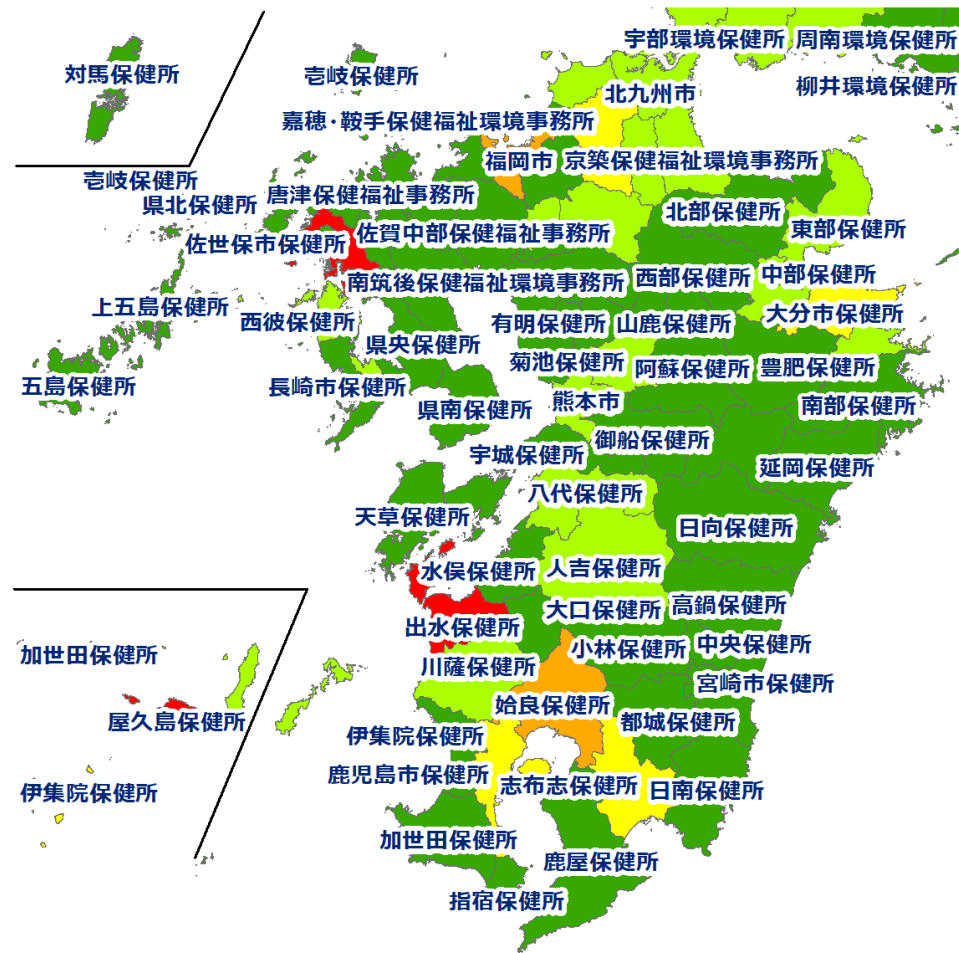 宇部環境保健所
周南環境保健所
対馬保健所
壱岐保健所
柳井環境保健所
北九州市
嘉穂･鞍手保健福祉環境事務所
福岡市
京築保健福祉環境事務所
壱岐保健所
唐津保健福祉事務所
県北保健所
北部保健所
東部保健所
佐世保市保健所
佐賀中部保健福祉事務所
南筑後保健福祉環境事務所
西部保健所
中部保健所
上五島保健所
西彼保健所
有明保健所
山鹿保健所
大分市保健所
県央保健所
菊池保健所
阿蘇保健所
豊肥保健所
五島保健所
長崎市保健所
県南保健所
熊本市
南部保健所
宇城保健所
御船保健所
延岡保健所
八代保健所
天草保健所
日向保健所
水俣保健所
人吉保健所
大口保健所
高鍋保健所
出水保健所
小林保健所
中央保健所
加世田保健所
川薩保健所
宮崎市保健所
屋久島保健所
姶良保健所
都城保健所
伊集院保健所
鹿児島市保健所
志布志保健所
日南保健所
伊集院保健所
加世田保健所
鹿屋保健所
指宿保健所